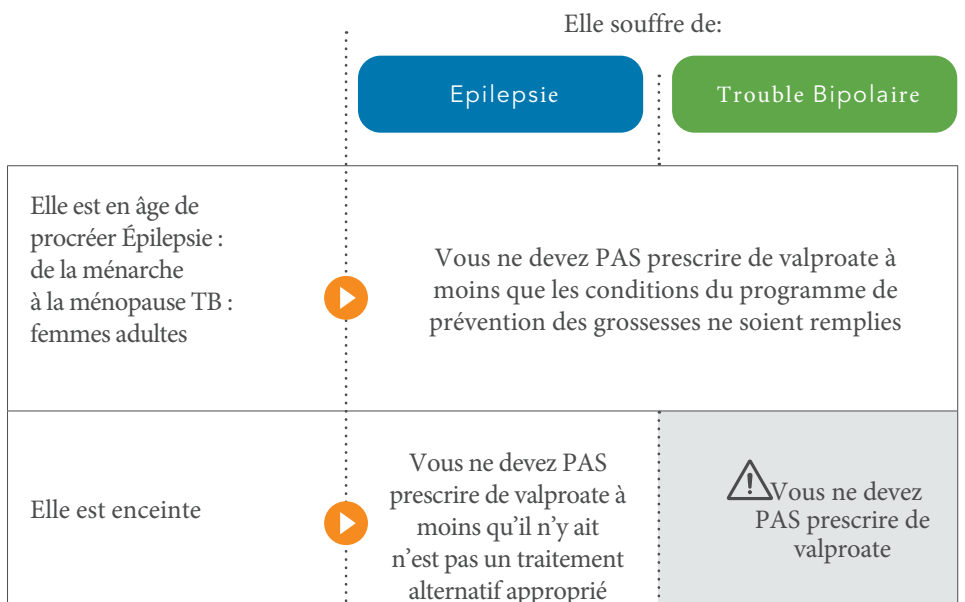 Elle souffre de:
Epilepsie
Trouble Bipolaire
Elle est en âge de
procréer Épilepsie :
de la ménarche
à la ménopause TB :
femmes adultes
Vous ne devez PAS prescrire de valproate à
moins que les conditions du programme de
prévention des grossesses ne soient remplies
Elle est enceinte
Vous ne devez PAS
prescrire de valproate à
moins qu'il n'y ait
n'est pas un traitement
alternatif approprié
Vous ne devez
PAS prescrire de
valproate